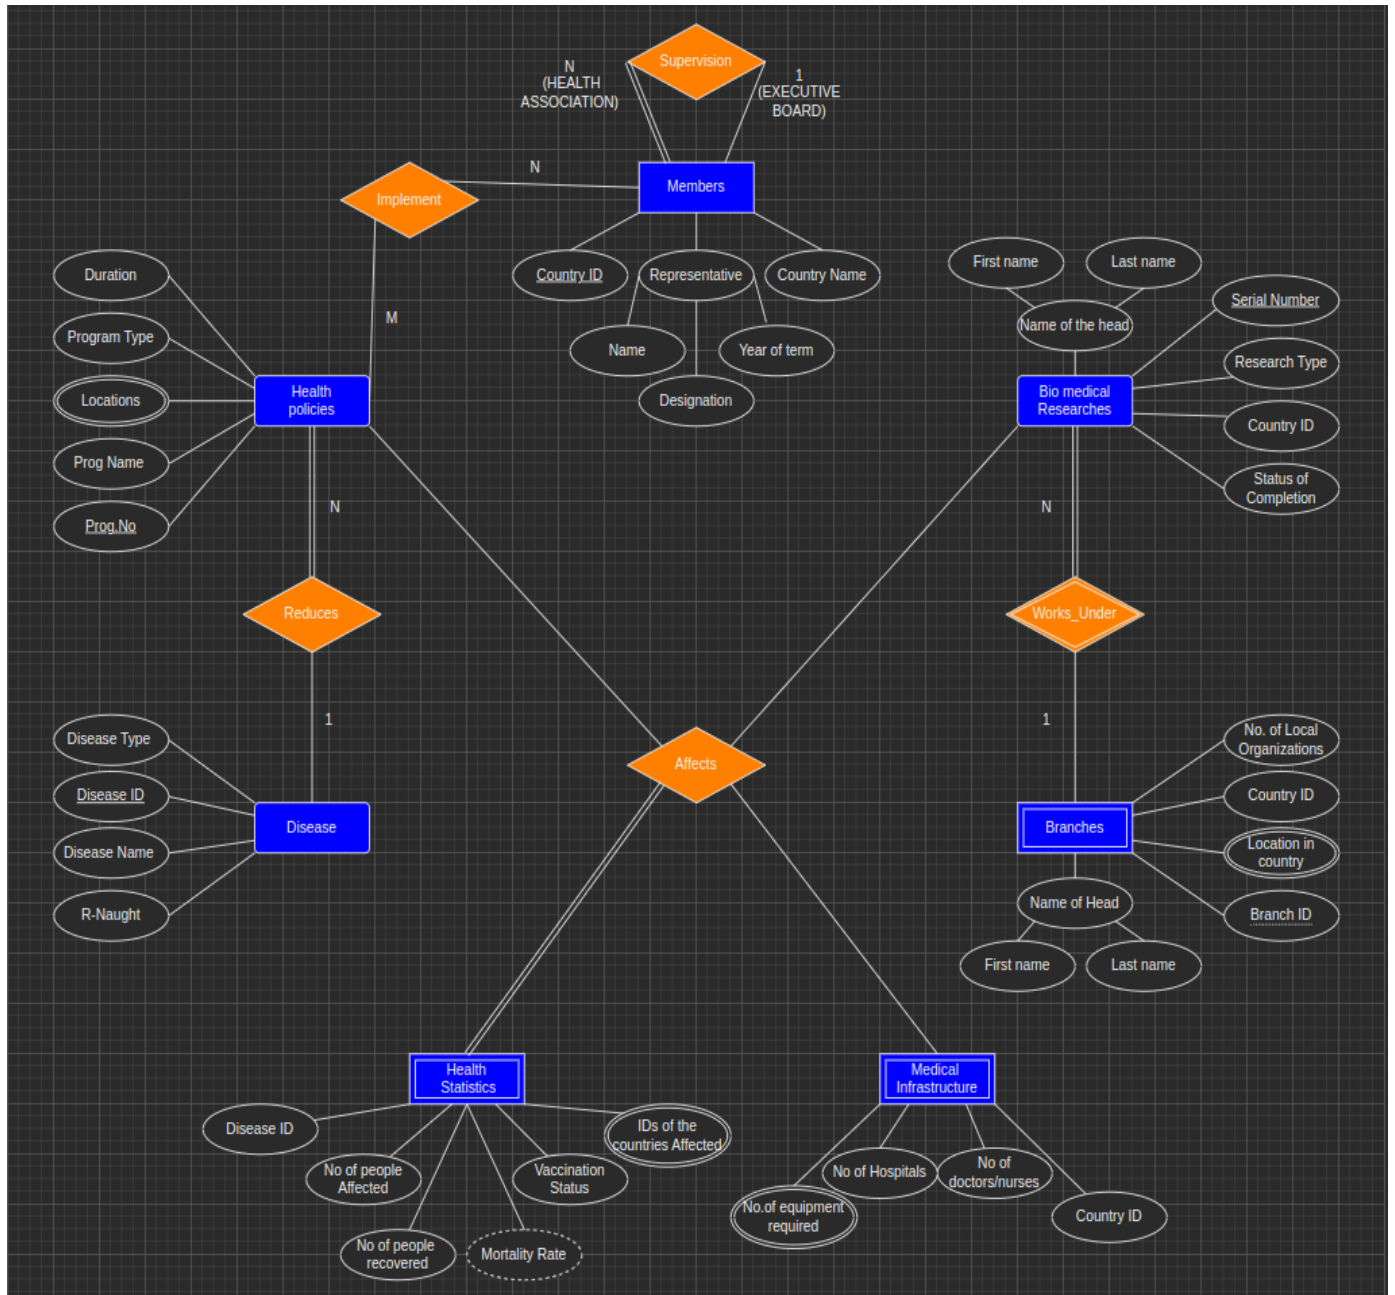 Supervision
N
(HEALTH
ASSOCIATION)
1
(EXECUTIVE
BOARD)
Members
N
Implement
M
Country ID
Representative
Country Name
Name
Year of term
Designation
Duration
Program Type
Locations
Prog Name
Prog.No
Health
policies
First name
Last name
Name of the head
Serial Number
Research Type
Country ID
Status of
Completion
Bio medical
Researches
N
N
Reduces
Works_Under
1
1
Affects
Disease Type
Disease ID
Disease Name
R-Naught
Disease
No. of Local
Organizations
Country ID
Location in
country
Branch ID
Branches
Name of Head
First name
Last name
Health
Statistics
Medical
Infrastructure
Disease ID
No of people
Affected
No of people
recovered
Mortality Rate
Vaccination
Status
IDs of the
countries Affected
No.of equipment
required
No of Hospitals
No of
doctors/nurses
Country ID